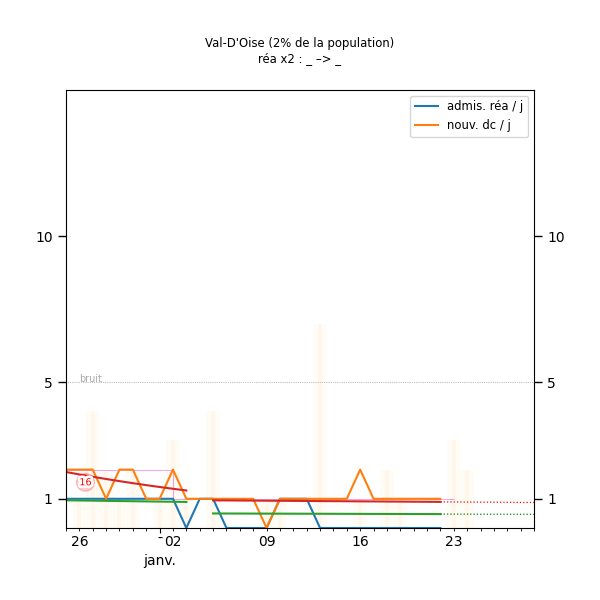 Val-D'Oise (2% de la population)
réa x2 : _ –> _
admis. réa / j
nouv. dc / j
10 10
bruit
5 5
16
1 1
26 02 09 16 23
janv.